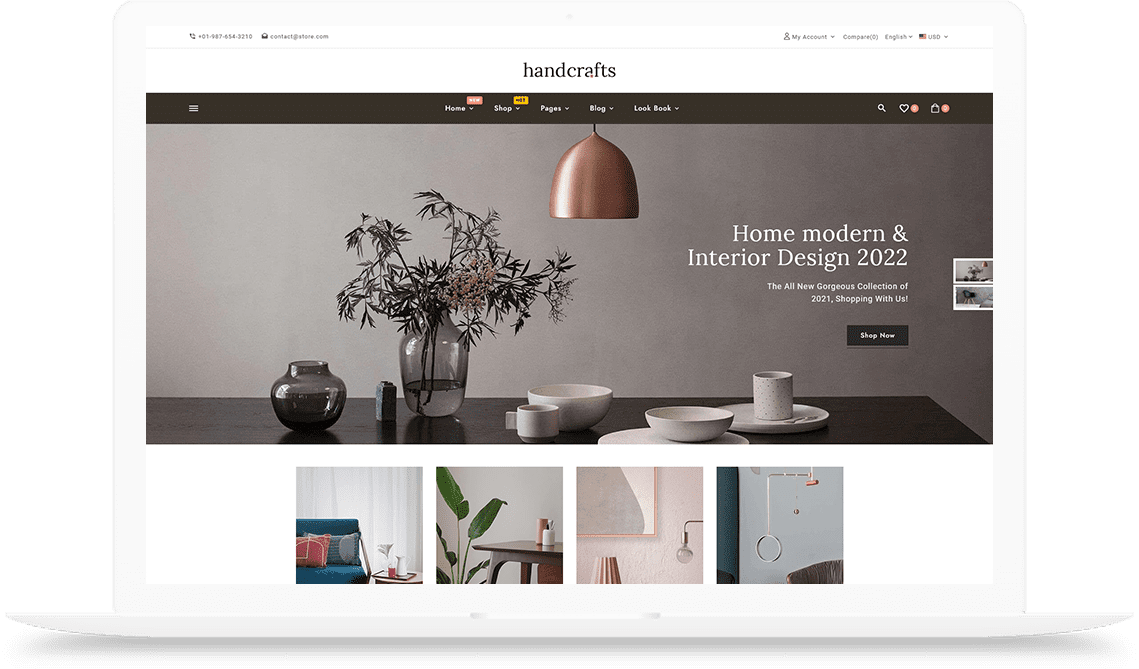 +01-987-654-3210 contact@store.com My Account Compare(0) English USD
handcrafts
NEW HOT
Home Shop Pages Blog Look Book 0 0
Home modern &
Interior Design 2022
The All New Gorgeous Collection of
2021, Shopping With Us!
Shop Now